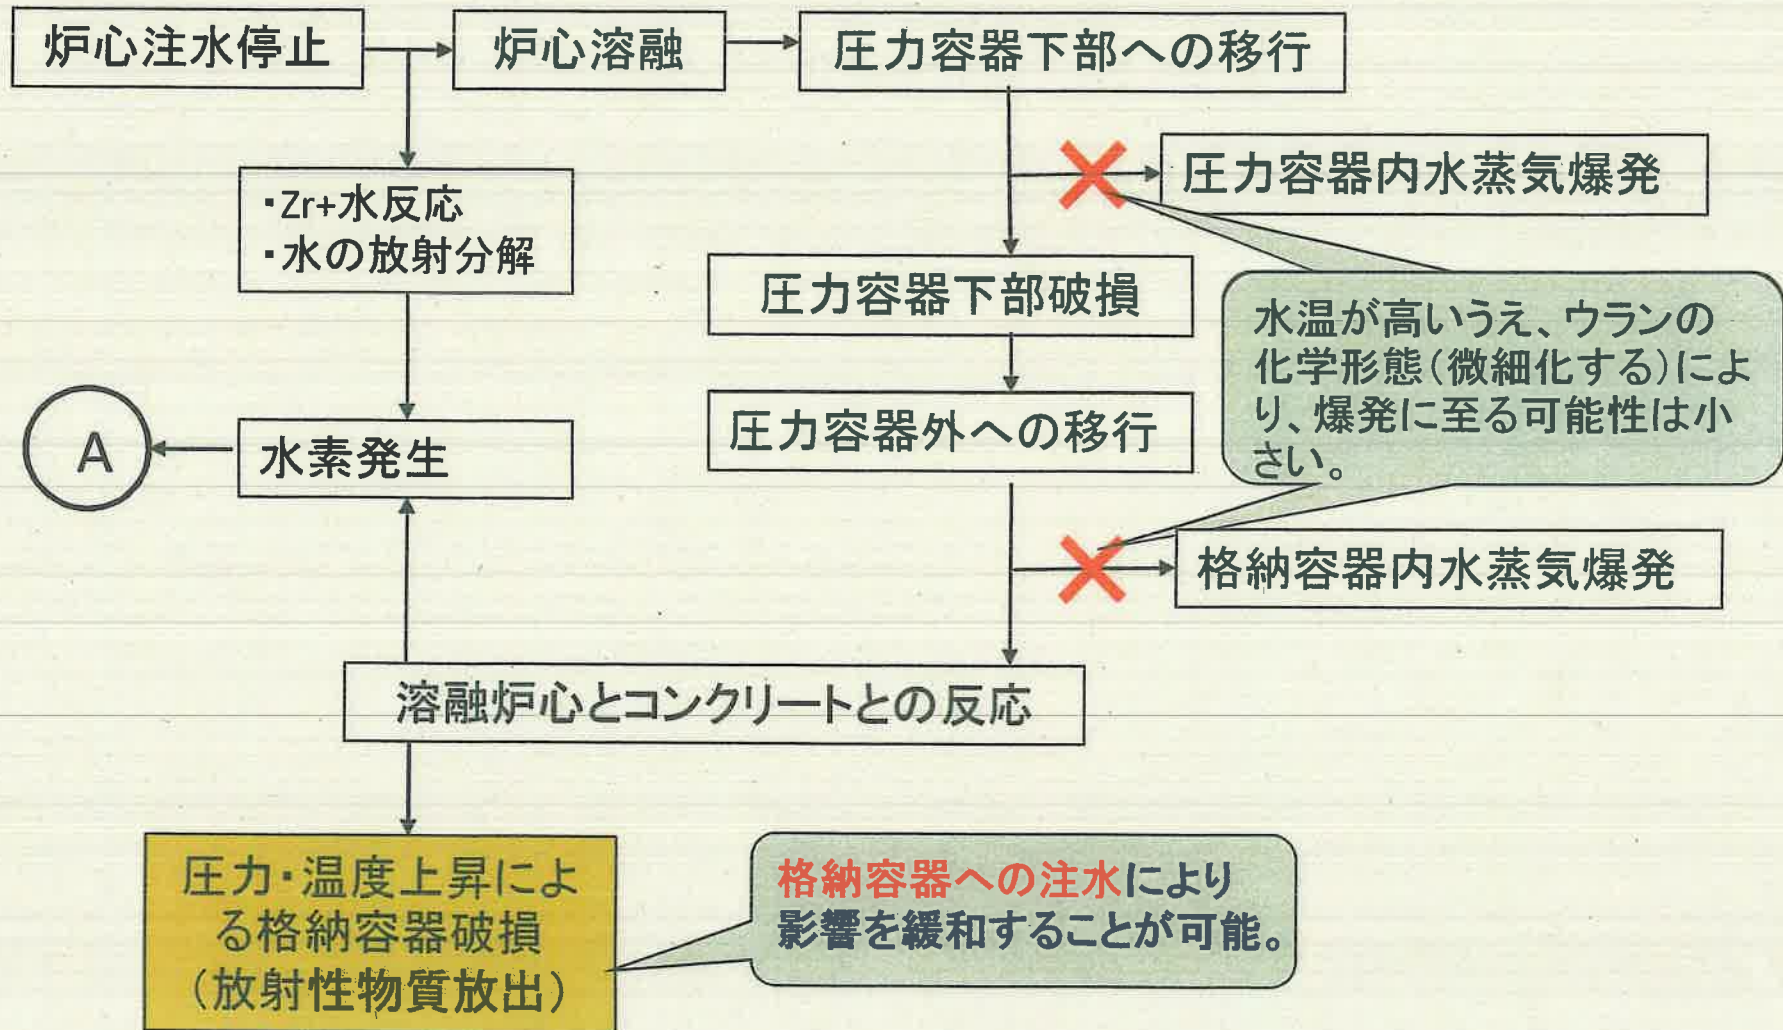 炉心注水停止
炉心溶融
圧力容器下部への移行
・Zr+水反応
・水の放射分解
圧力容器内水蒸気爆発
圧力容器下部破損
水温が高いうえ、ウランの
化学形態(微細化する)によ
り、爆発に至る可能性は小
さい。
A
水素発生
圧力容器外への移行
格納容器内水蒸気爆発
溶融炉心とコンクリートとの反応
圧力・温度上昇によ
る格納容器破損
(放射性物質放出)
格納容器への注水により
影響を緩和することが可能。